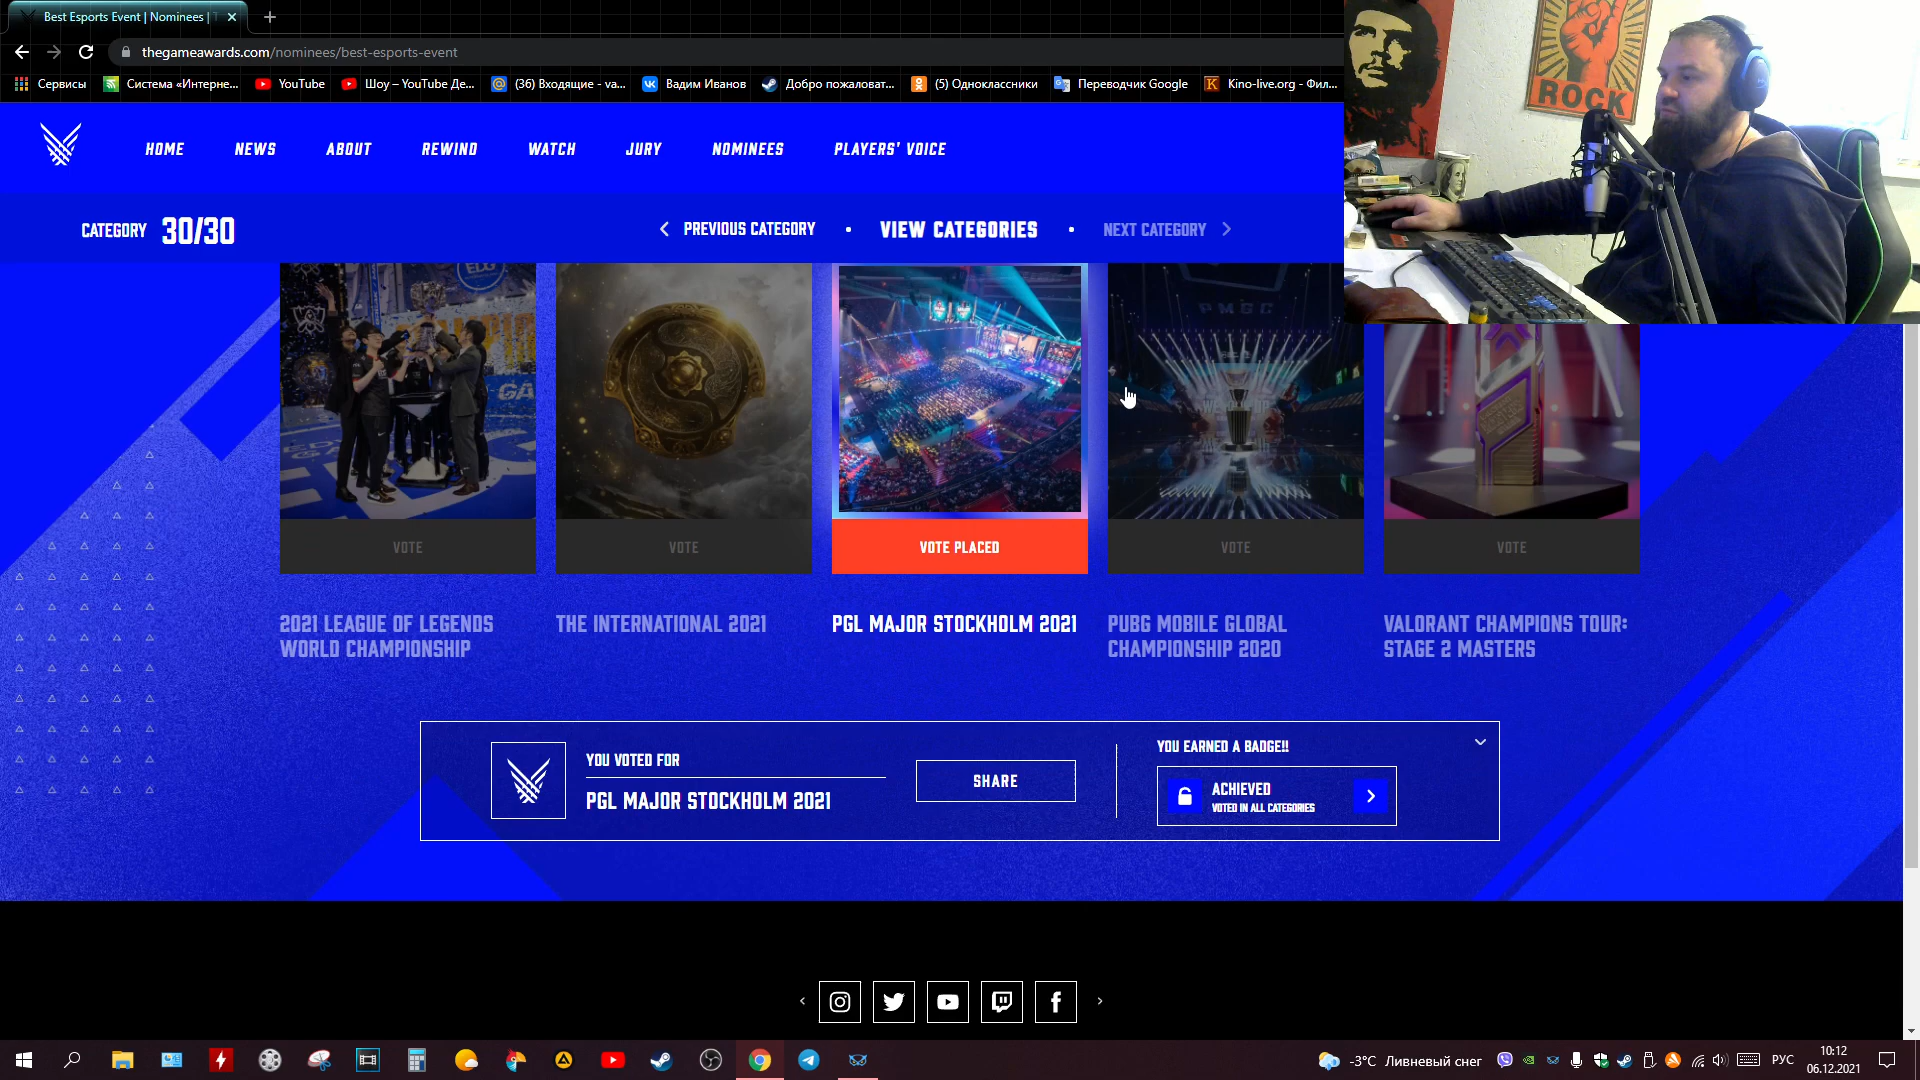 Best Esports Event | Nominees | T
thegameawards.com/nominees/best-esports-event
Сервисы
Система «Интерне...
YouTube
Шоу – YouTube Де...
(36) Входящие - va...
Вадим Иванов
Добро пожаловат...
(5) Одноклассники
Переводчик Google
Kino-live.org - Фил...
ROCK
HOME
NEWS
ABOUT
REWIND
WATCH
JURY
NOMINEES
PLAYERS' VOICE
CATEGORY 30/30
PREVIOUS CATEGORY
VIEW CATEGORIES
NEXT CATEGORY
PMGC
VOTE
VOTE
VOTE PLACED
VOTE
VOTE
2021 LEAGUE OF LEGENDS
WORLD CHAMPIONSHIP
THE INTERNATIONAL 2021
PGL MAJOR STOCKHOLM 2021
PUBG MOBILE GLOBAL
CHAMPIONSHIP 2020
VALORANT CHAMPIONS TOUR:
STAGE 2 MASTERS
YOU VOTED FOR
PGL MAJOR STOCKHOLM 2021
SHARE
YOU EARNED A BADGE!!
ACHIEVED
VOTED IN ALL CATEGORIES
-3°C Ливневый снег
РУС
10:12
06.12.2021